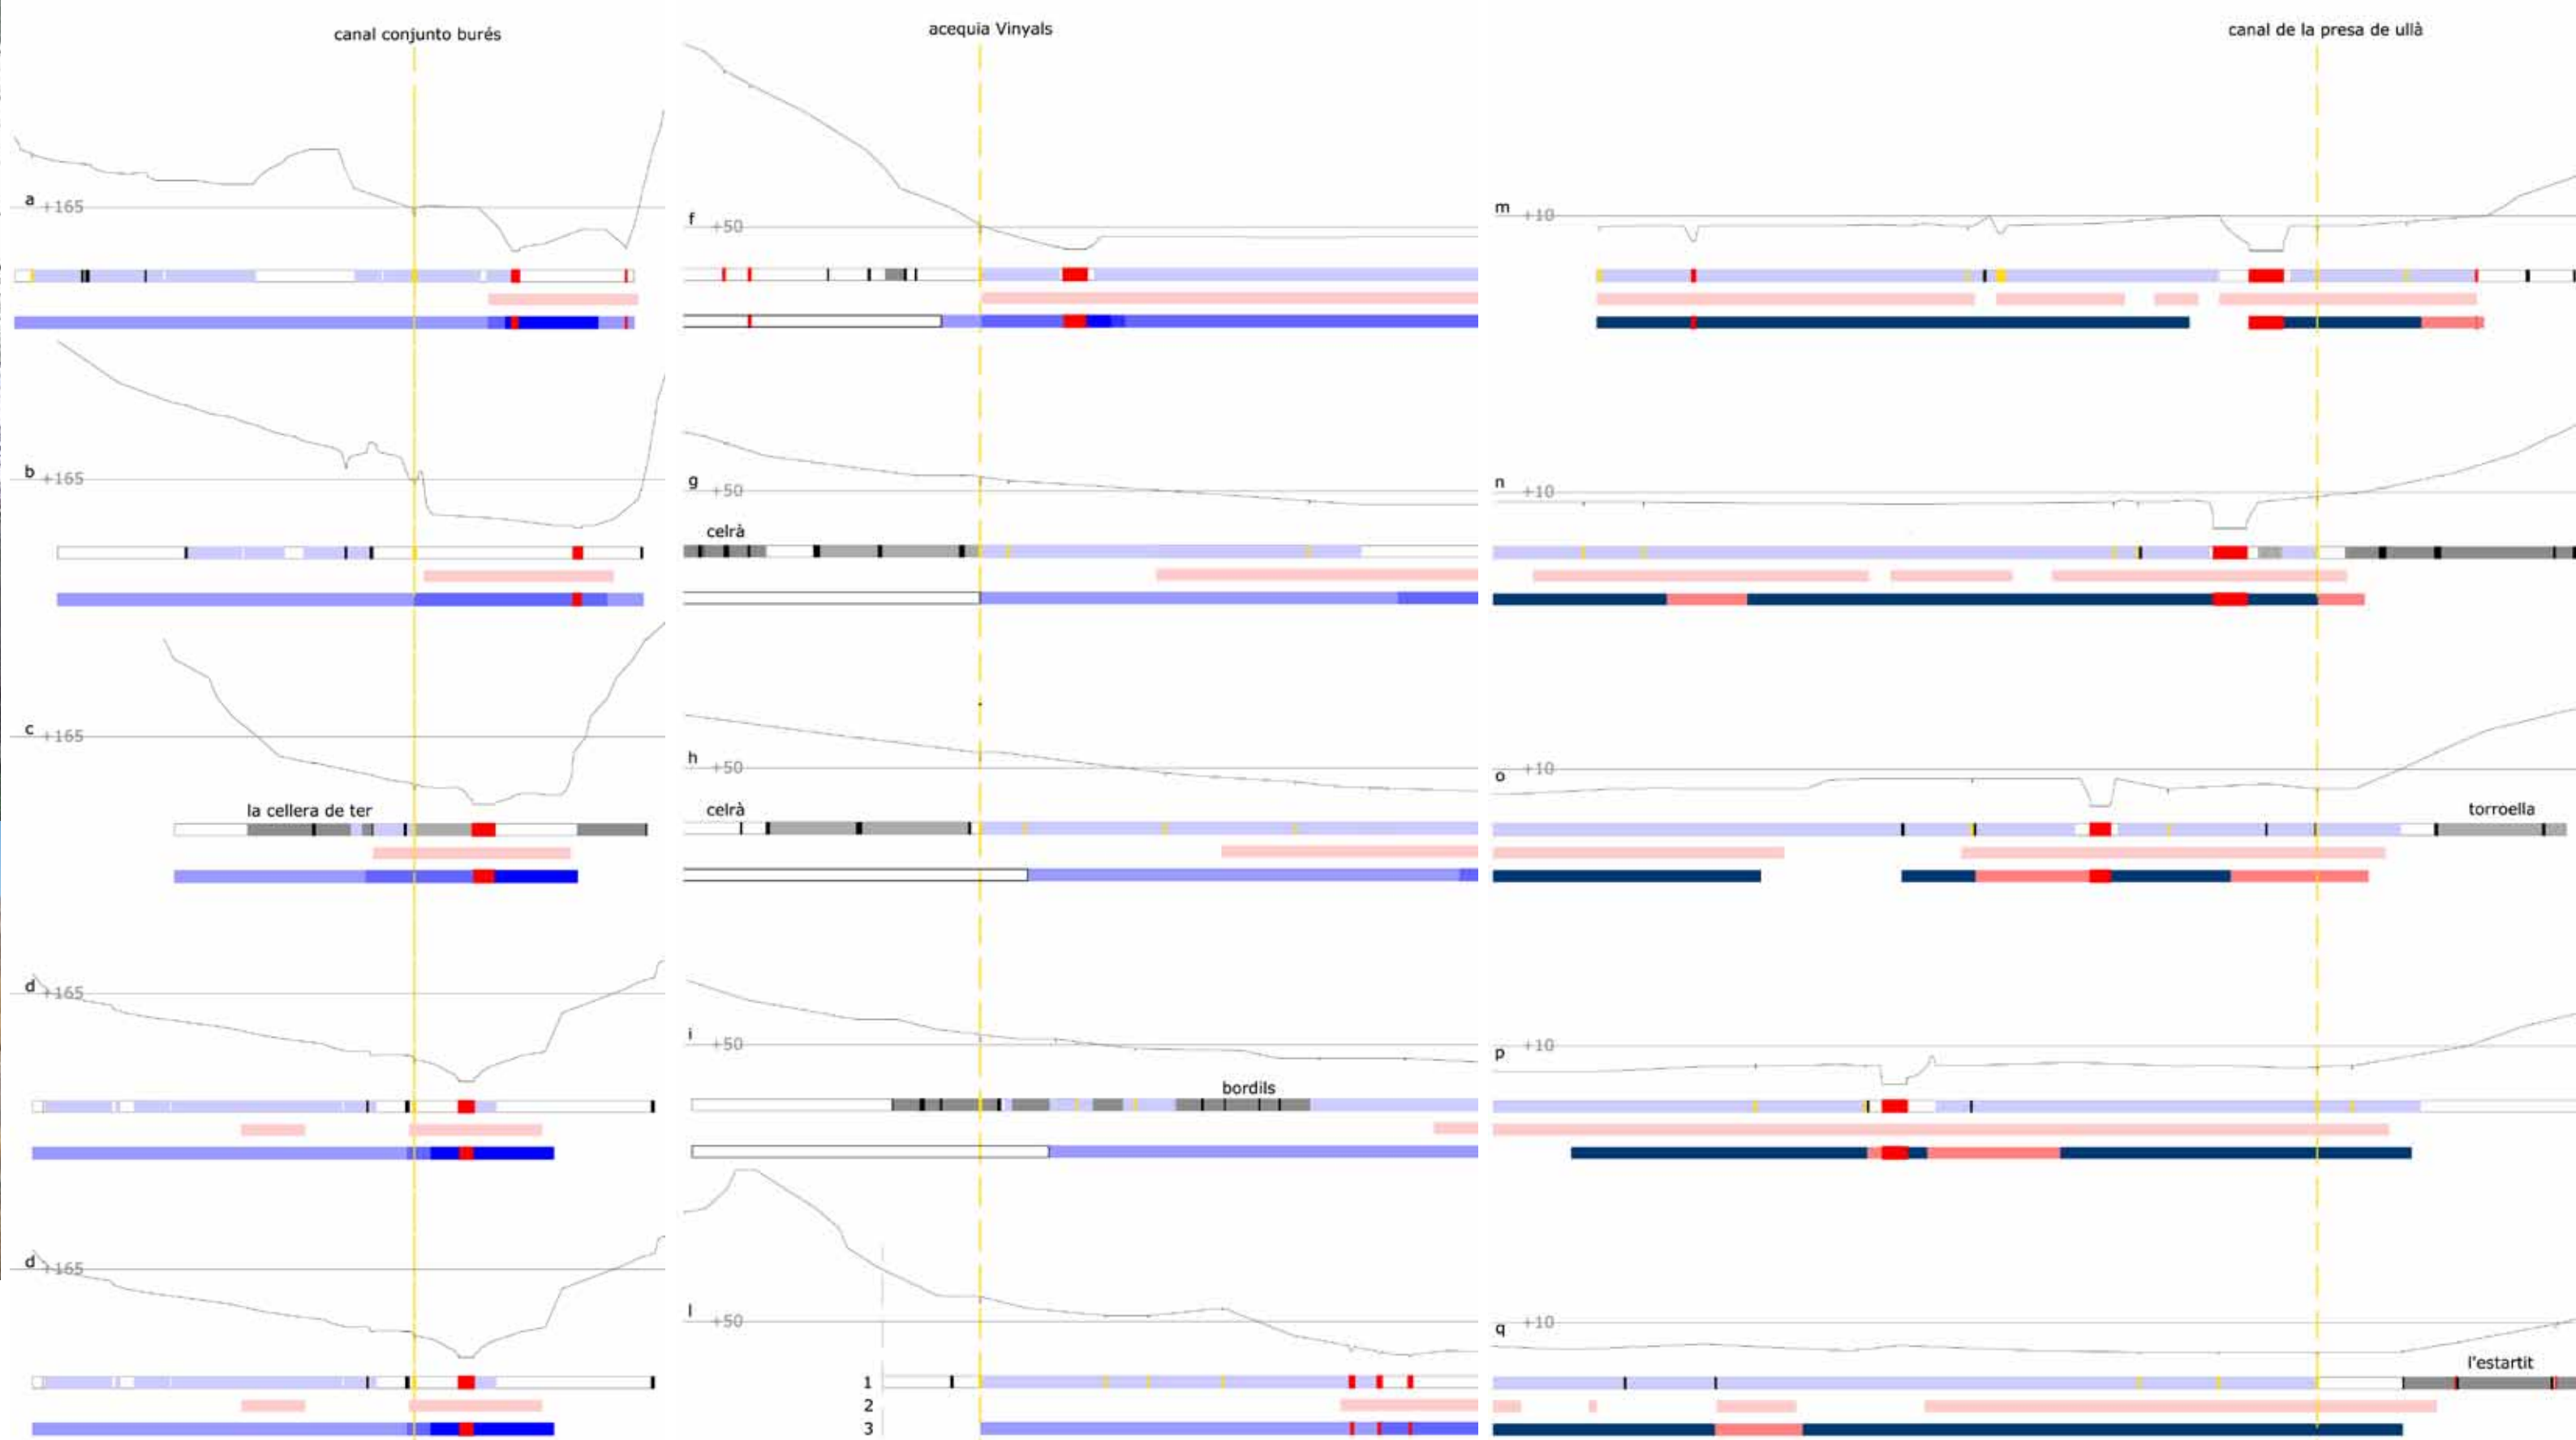 canal conjunto burés
a +165
b +165
c +165
la cellera de ter
d +165
d +165
acequia Vinyals
f +50
g +50
celrà
h +50
celrà
i +50
bordils
l +50
1
2
3
canal de la presa de ullà
m +10
n +10
o +10
torroella
p +10
q +10
l'estartit